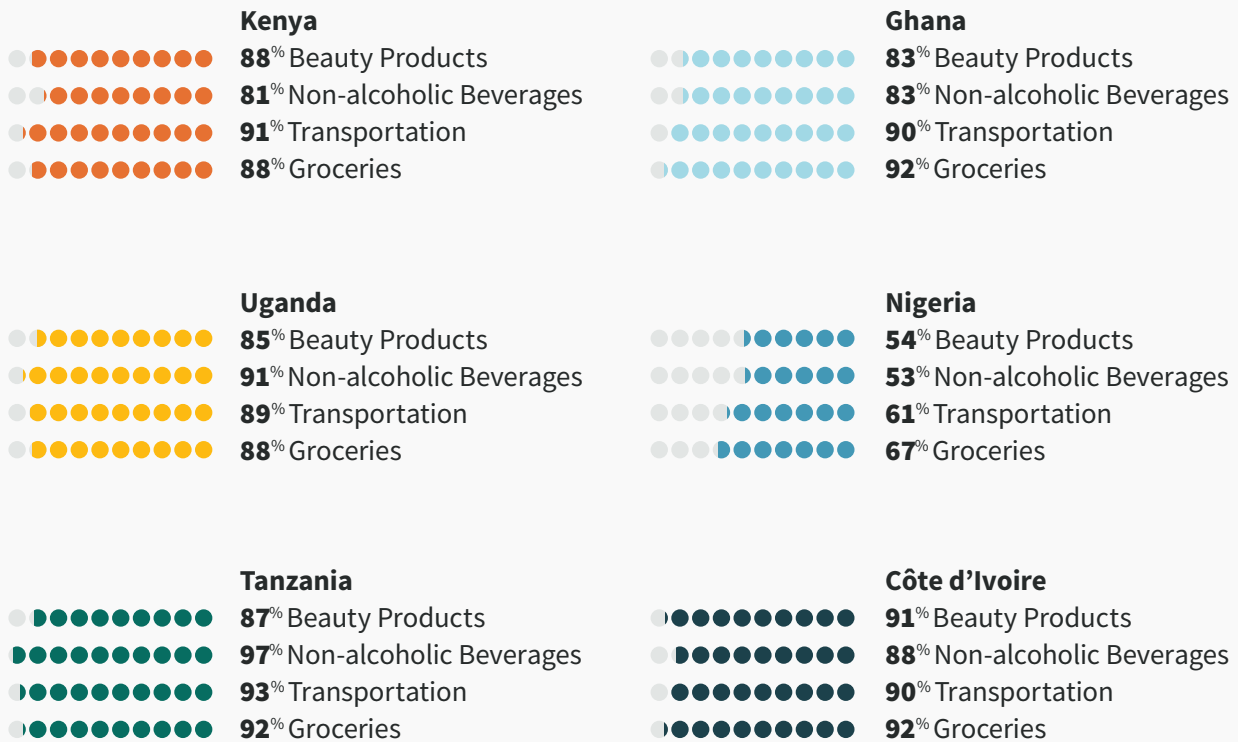 Kenya
88% Beauty Products
81% Non-alcoholic Beverages
91% Transportation
88% Groceries
Ghana
83% Beauty Products
83% Non-alcoholic Beverages
90% Transportation
92% Groceries
Uganda
85% Beauty Products
91% Non-alcoholic Beverages
89% Transportation
88% Groceries
Nigeria
54% Beauty Products
53% Non-alcoholic Beverages
61% Transportation
67% Groceries
Tanzania
87% Beauty Products
97% Non-alcoholic Beverages
93% Transportation
92% Groceries
Côte d’Ivoire
91% Beauty Products
88% Non-alcoholic Beverages
90% Transportation
92% Groceries